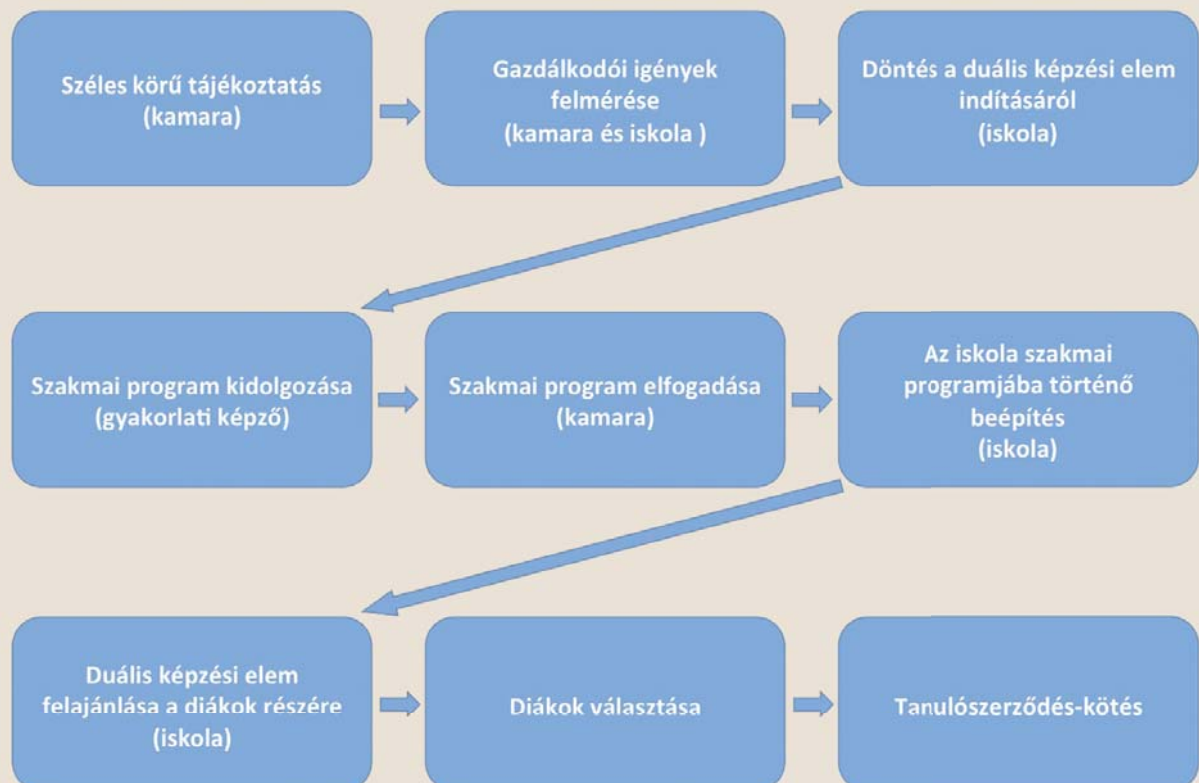 Széles körű tájékoztatás
(kamara)
Gazdálkodói igények
felmérése
(kamara és iskola )
Döntés a duális képzési elem
indításáról
(iskola)
Szakmai program kidolgozása
(gyakorlati képző)
Szakmai program elfogadása
(kamara)
Az iskola szakmai
programjába történő
beépítés
(iskola)
Duális képzési elem
felajánlása a diákok részére
(iskola)
Diákok választása
Tanulószerződés-kötés